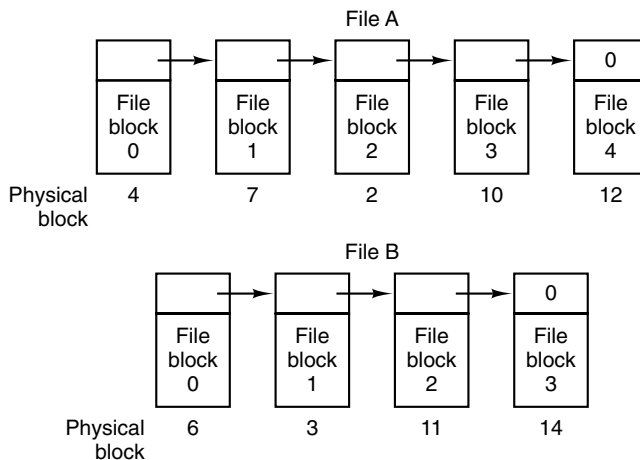 File A
0
File block 0
File block 1
File block 2
File block 3
File block 4
Physical block
4 7 2 10 12
File B
0
File block 0
File block 1
File block 2
File block 3
Physical block
6 3 11 14